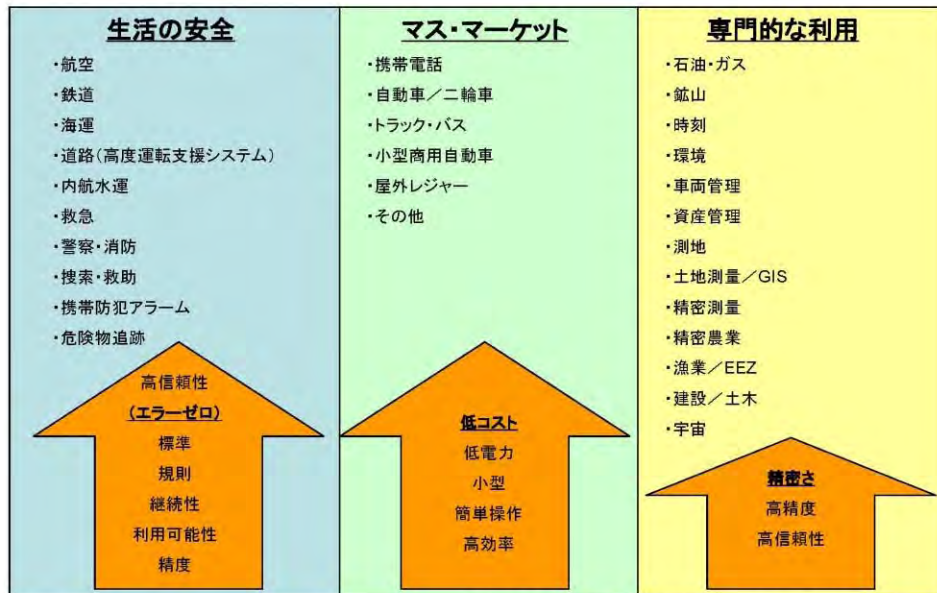 生活の安全
・航空
・鉄道
・海運
・道路(高度運転支援システム)
・内航水運
・救急
・警察・消防
・捜索・救助
・携帯防犯アラーム
・危険物追跡
高信頼性
(エラーゼロ)
標準
規則
継続性
利用可能性
精度
マス・マーケット
・携帯電話
・自動車／二輪車
・トラック・バス
・小型商用自動車
・屋外レジャー
・その他
低コスト
低電力
小型
簡単操作
高効率
専門的な利用
・石油・ガス
・鉱山
・時刻
・環境
・車両管理
・資産管理
・測地
・土地測量／GIS
・精密測量
・精密農業
・漁業／EEZ
・建設／土木
・宇宙
精密さ
高精度
高信頼性